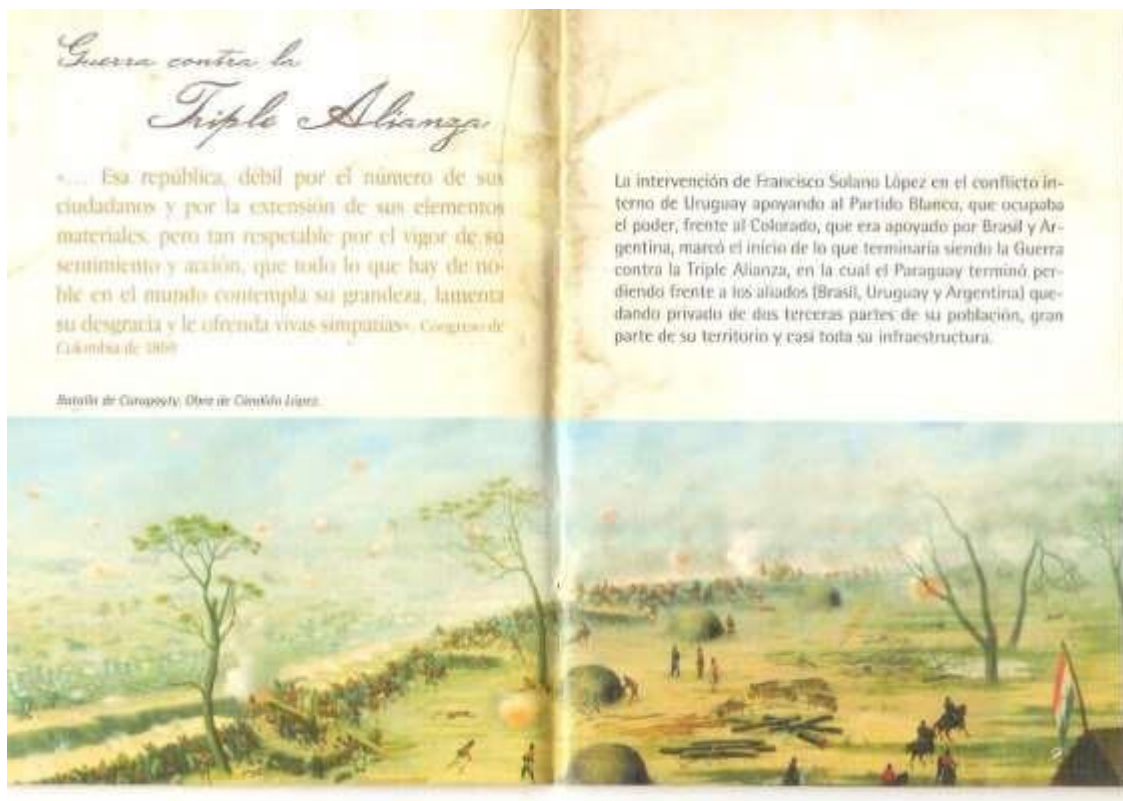 Guerra contra la
Triple Alianza
«.... Esa república, débil por el número de sus
ciudadanos y por la extensión de sus elementos
materiales, pero tan respetable por el vigor de su
sentimiento y acción, que todo lo que hay de no-
ble en el mundo contempla su grandeza, lamenta
su desgracia y le ofrenda vivas simpatías». Congreso de
Colombia de
Batalla de Curupayty. Obra de Cándido López.
La intervención de Francisco Solano López en el conflicto in-
terno de Uruguay apoyando al Partido Blanco, que ocupaba
el poder, frente al Colorado, que era apoyado por Brasil y Ar-
gentina, marcó el inicio de lo que terminaría siendo la Guerra
contra la Triple Alianza, en la cual el Paraguay terminó per-
diendo frente a los aliados (Brasil, Uruguay y Argentina) que-
dando privado de dos terceras partes de su población, gran
parte de su territorio y casi toda su infraestructura.